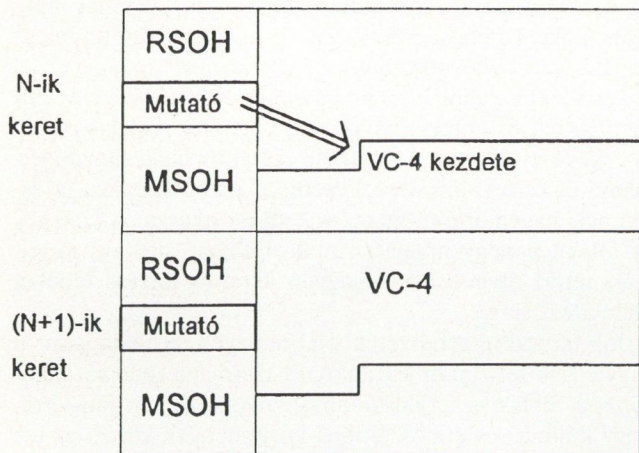 RSOH
N-ik
keret
Mutató
VC-4 kezdete
MSOH
RSOH
VC-4
(N+1)-ik
keret
Mutató
MSOH